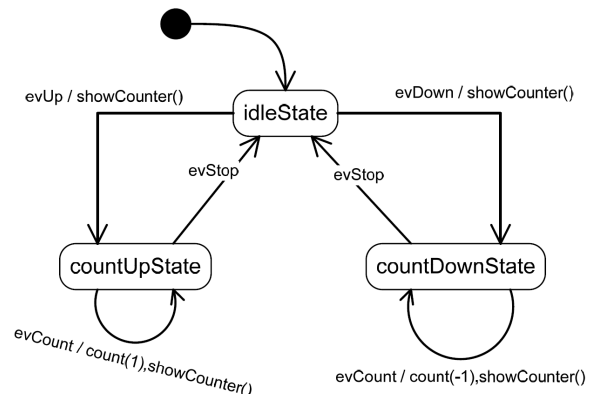 evUp / showCounter()
evDown / showCounter()
idleState
evStop
evStop
countUpState
countDownState
evCount / count(1),showCounter()
evCount / count(-1),showCounter()